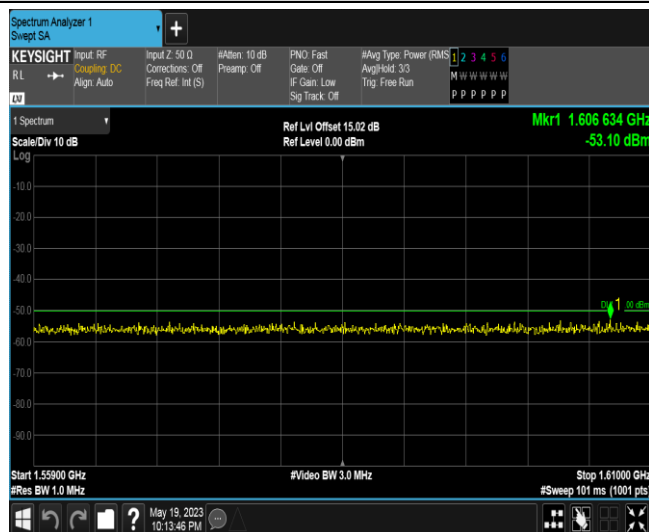 Spectrum Analyzer 1
Swept SA
+
KEYSIGHT
RL
LXI
Input: RF
Coupling: DC
Align: Auto
Input Z: 50 Ω
Corrections: Off
Freq Ref: Int (S)
#Atten: 10 dB
Preamp: Off
PNO: Fast
Gate: Off
IF Gain: Low
Sig Track: Off
#Avg Type: Power (RMS
Avg|Hold: 3/3
Trig: Free Run
1 2 3 4 5 6
M W W W W W
P P P P P P
1 Spectrum
Scale/Div 10 dB
Log
Ref Lvl Offset 15.02 dB
Ref Level 0.00 dBm
Mkr1 1.606 634 GHz
-53.10 dBm
-10.0
-20.0
-30.0
-40.0
-50.0
1 .00 dBm
-60.0
-70.0
-80.0
-90.0
Start 1.55900 GHz
#Res BW 1.0 MHz
#Video BW 3.0 MHz
Stop 1.61000 GHz
#Sweep 101 ms (1001 pts)
?
May 19, 2023
10:13:46 PM